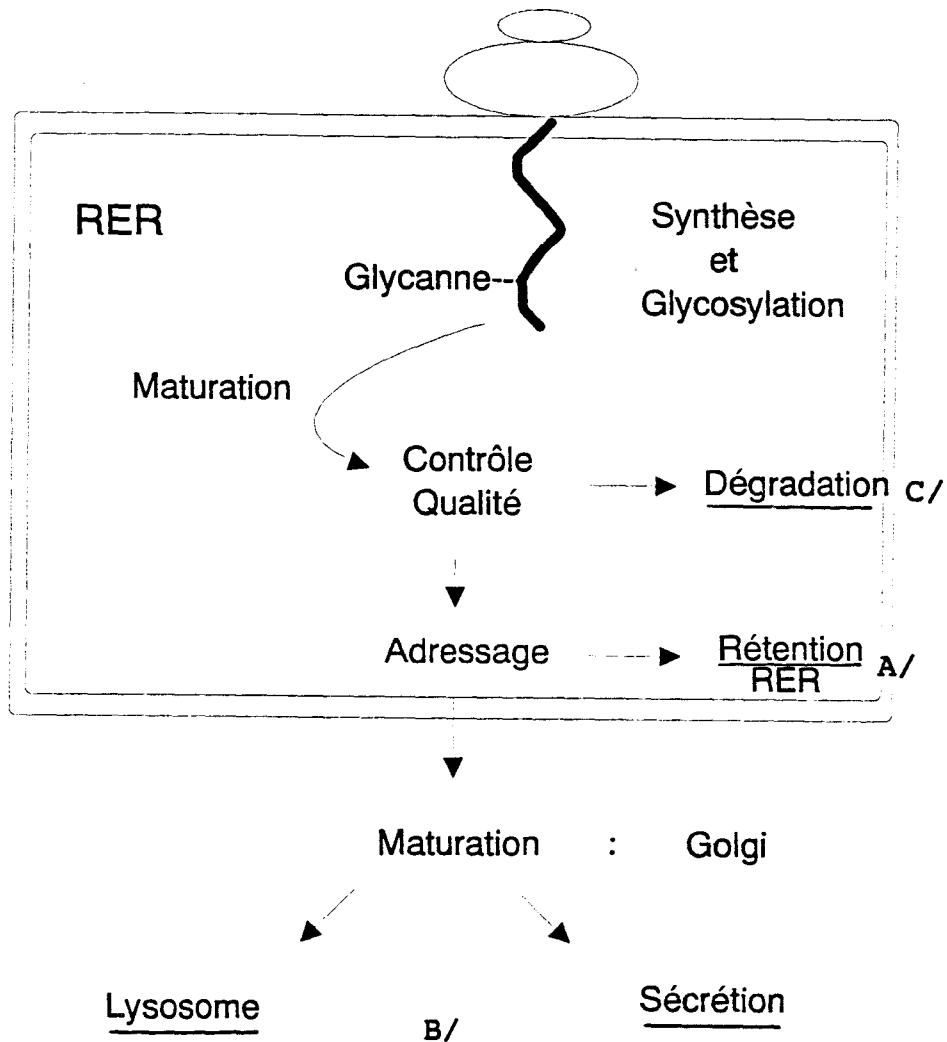 RER
Synthèse
et
Glycosylation
Glycanne--
Maturation
Contrôle
Qualité
Dégradation C/
Adressage
Rétention
RER A/
Maturation : Golgi
Lysosome
B/
Sécrétion